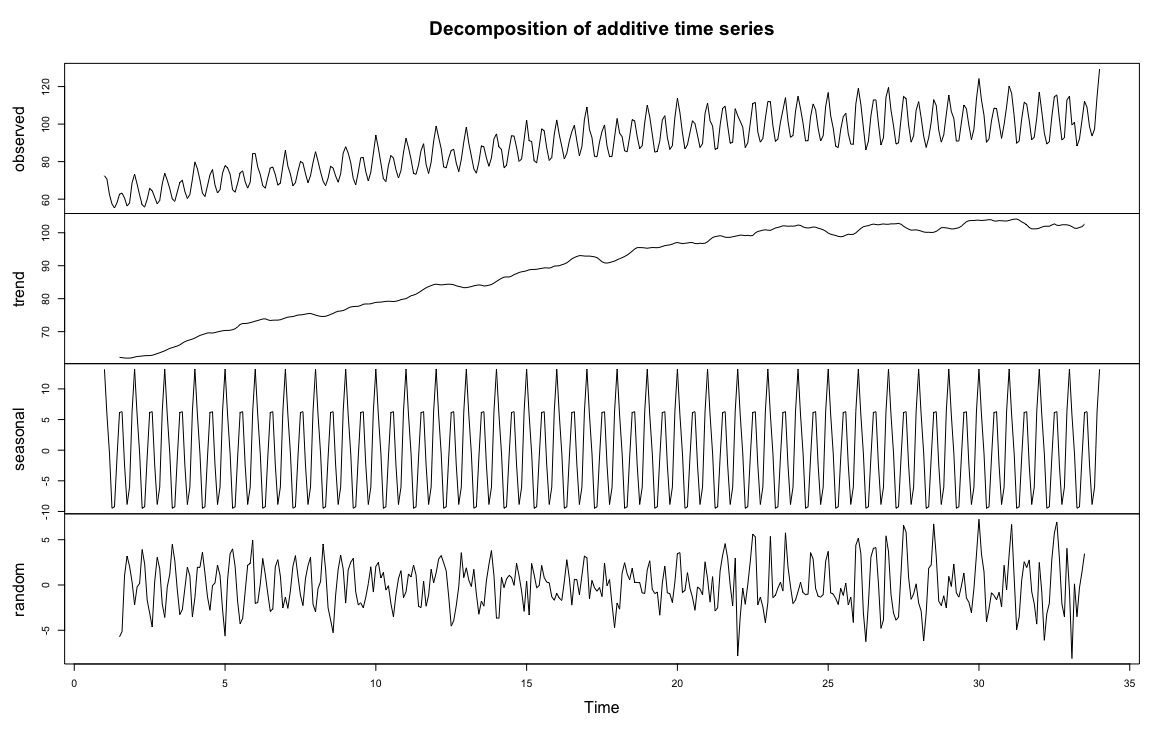 Decomposition of additive time series
observed
60 80 100 120
trend
70 80 90 100
seasonal
-10 -5 0 5 10
random
-5 0 5
0 5 10 15 20 25 30 35
Time